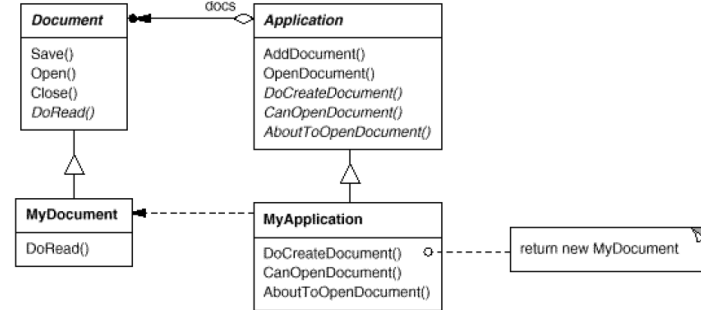 docs
Document
Save()
Open()
Close()
DoRead()
Application
AddDocument()
OpenDocument()
DoCreateDocument()
CanOpenDocument()
AboutToOpenDocument()
MyDocument
DoRead()
MyApplication
DoCreateDocument()
CanOpenDocument()
AboutToOpenDocument()
return new MyDocument